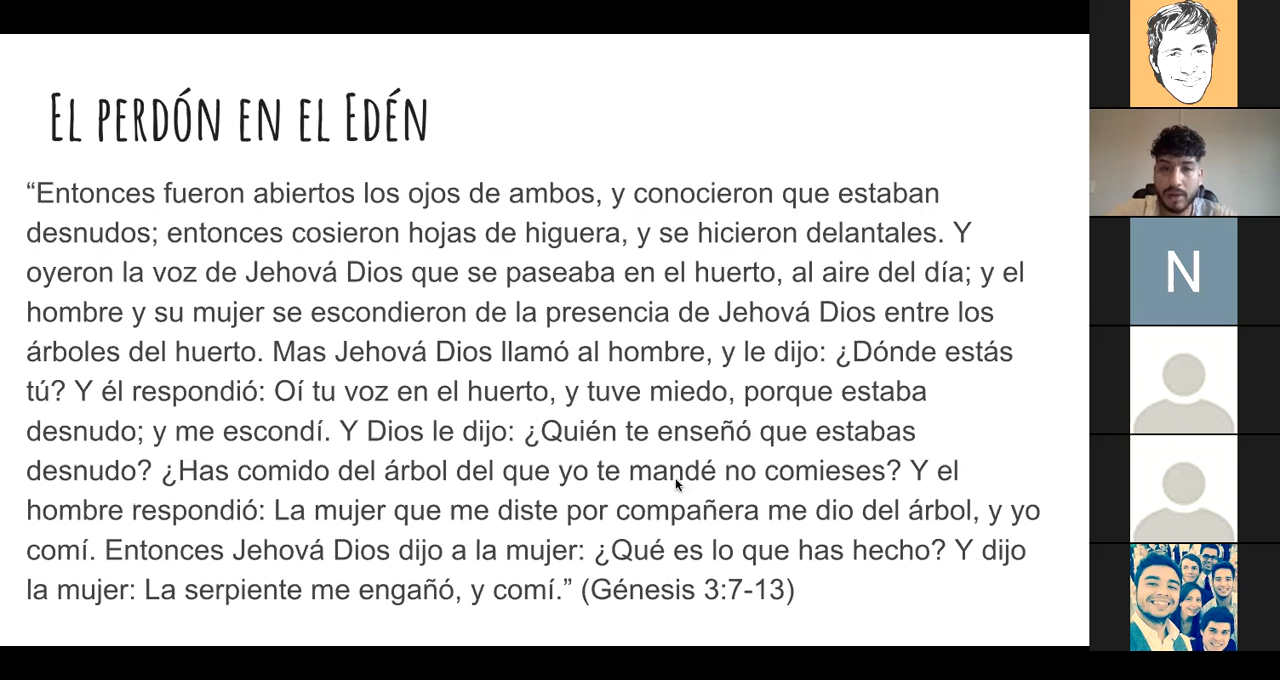 El perdón en el Edén
“Entonces fueron abiertos los ojos de ambos, y conocieron que estaban
desnudos; entonces cosieron hojas de higuera, y se hicieron delantales. Y
oyeron la voz de Jehová Dios que se paseaba en el huerto, al aire del día; y el
hombre y su mujer se escondieron de la presencia de Jehová Dios entre los
árboles del huerto. Mas Jehová Dios llamó al hombre, y le dijo: ¿Dónde estás
tú? Y él respondió: Oí tu voz en el huerto, y tuve miedo, porque estaba
desnudo; y me escondí. Y Dios le dijo: ¿Quién te enseñó que estabas
desnudo? ¿Has comido del árbol del que yo te mandé no comieses? Y el
hombre respondió: La mujer que me diste por compañera me dio del árbol, y yo
comí. Entonces Jehová Dios dijo a la mujer: ¿Qué es lo que has hecho? Y dijo
la mujer: La serpiente me engañó, y comí.” (Génesis 3:7-13)
N